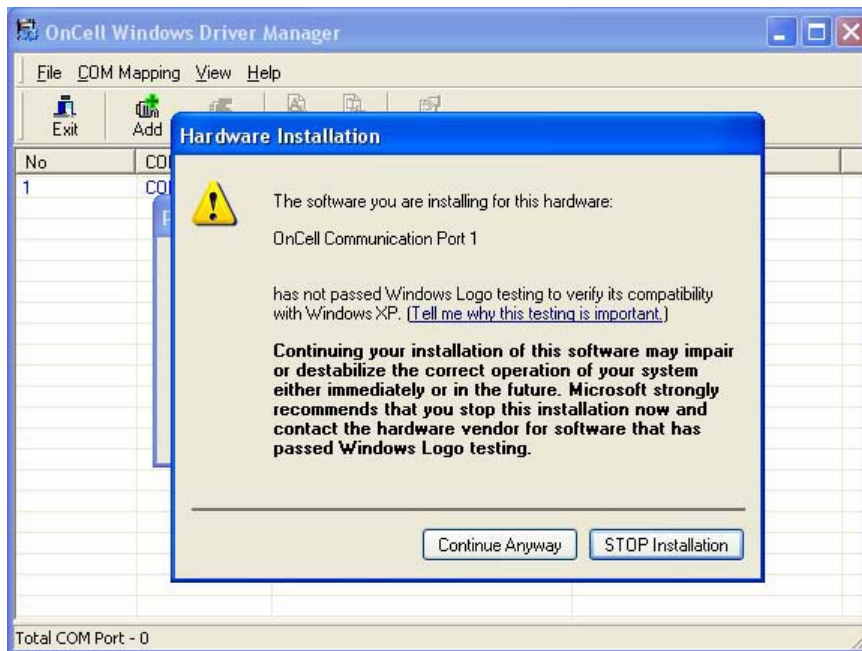 OnCell Windows Driver Manager
File COM Mapping View Help
Exit Add
Hardware Installation
No
1
The software you are installing for this hardware:
OnCell Communication Port 1
has not passed Windows Logo testing to verify its compatibility
with Windows XP. (Tell me why this testing is important.)
Continuing your installation of this software may impair
or destabilize the correct operation of your system
either immediately or in the future. Microsoft strongly
recommends that you stop this installation now and
contact the hardware vendor for software that has
passed Windows Logo testing.
Continue Anyway STOP Installation
Total COM Port - 0